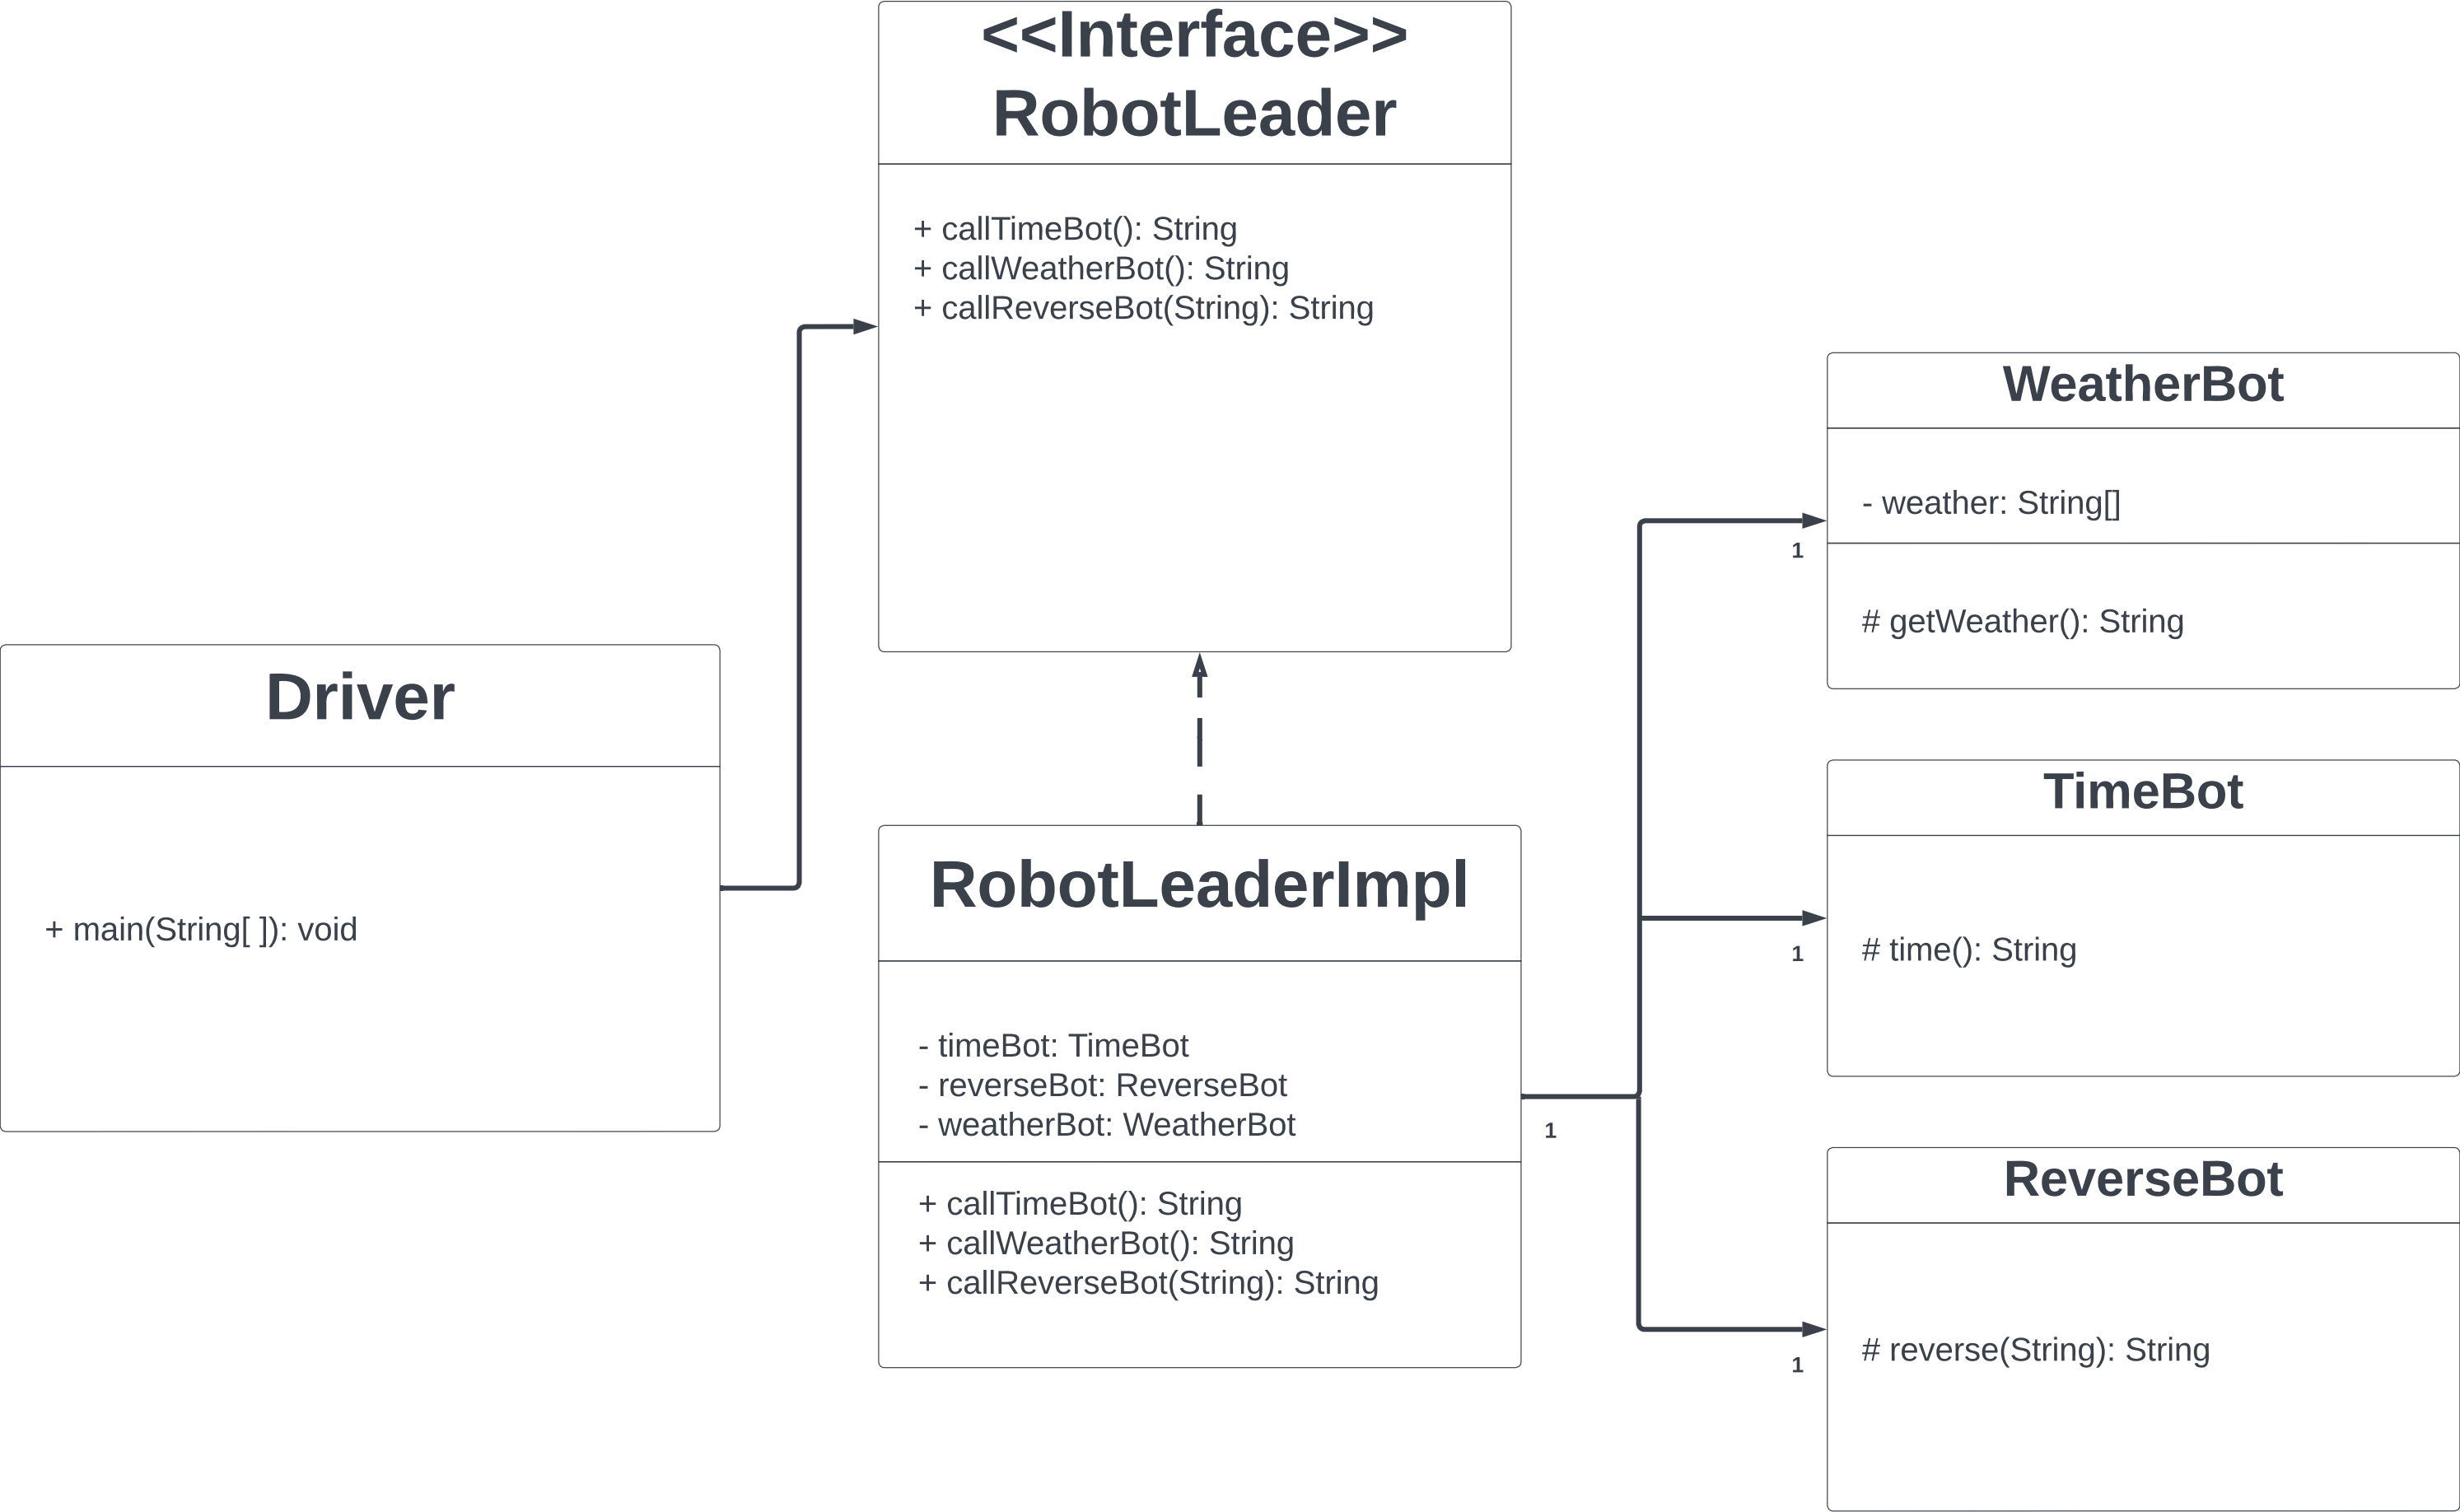 <<Interface>>
RobotLeader
+ callTimeBot(): String
+ callWeatherBot(): String
+ callReverseBot(String): String
Driver
+ main(String[ ]): void
RobotLeaderImpl
- timeBot: TimeBot
- reverseBot: ReverseBot
- weatherBot: WeatherBot
+ callTimeBot(): String
+ callWeatherBot(): String
+ callReverseBot(String): String
1
WeatherBot
- weather: String[]
# getWeather(): String
1
TimeBot
# time(): String
1
ReverseBot
# reverse(String): String
1